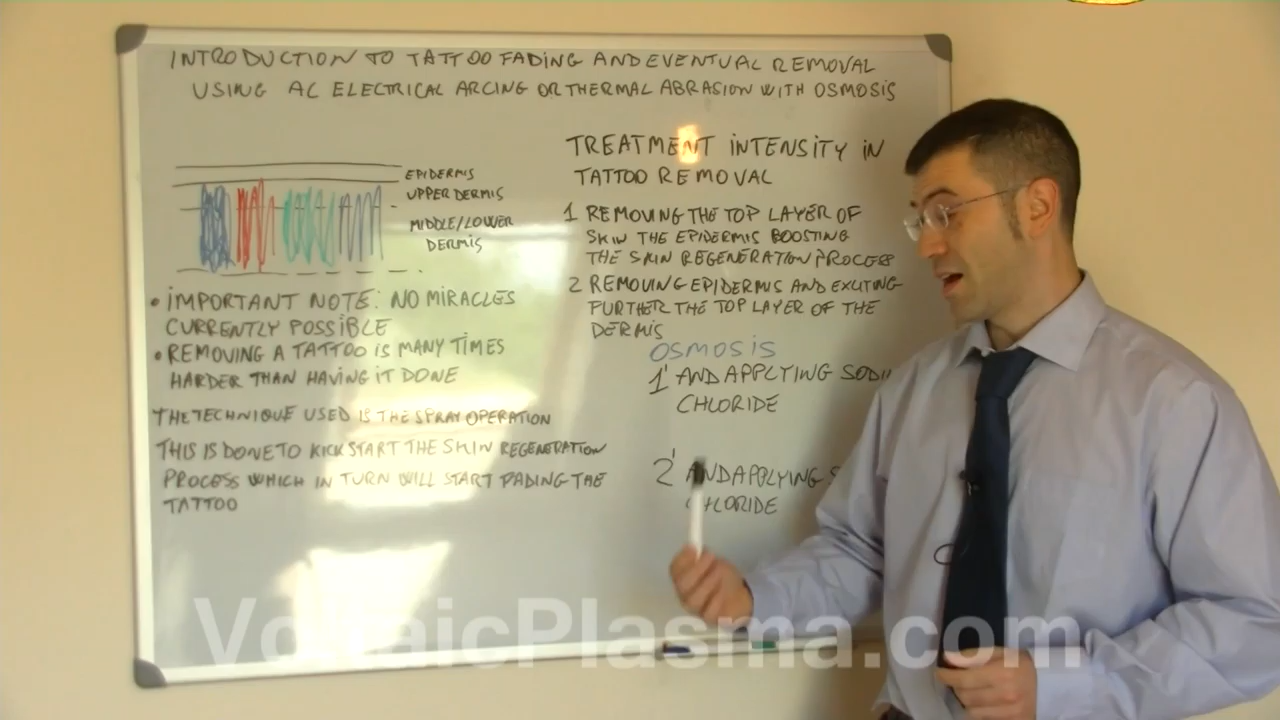 INTRODUCTION TO TATTOO FADING AND EVENTUAL REMOVAL
USING AC ELECTRICAL ARCING OR THERMAL ABRASION WITH OSMOSIS
EPIDERMIS
UPPER DERMIS
MIDDLE/LOWER
DERMIS
• IMPORTANT NOTE: NO MIRACLES
CURRENTLY POSSIBLE
• REMOVING A TATTOO IS MANY TIMES
HARDER THAN HAVING IT DONE
THE TECHNIQUE USED IS THE SPRAY OPERATION
THIS IS DONE TO KICK START THE SKIN REGENERATION
PROCESS WHICH IN TURN WILL START FADING THE
TATTOO
TREATMENT INTENSITY IN
TATTOO REMOVAL
1 REMOVING THE TOP LAYER OF
SKIN THE EPIDERMIS BOOSTING
THE SKIN REGENERATION PROCESS
2 REMOVING EPIDERMIS AND EXCITING
FURTHER THE TOP LAYER OF THE
DERMIS
OSMOSIS
1' AND APPLYING SODI
CHLORIDE
2' AND APPLYING S
CHLORIDE
VoltaicPlasma.com